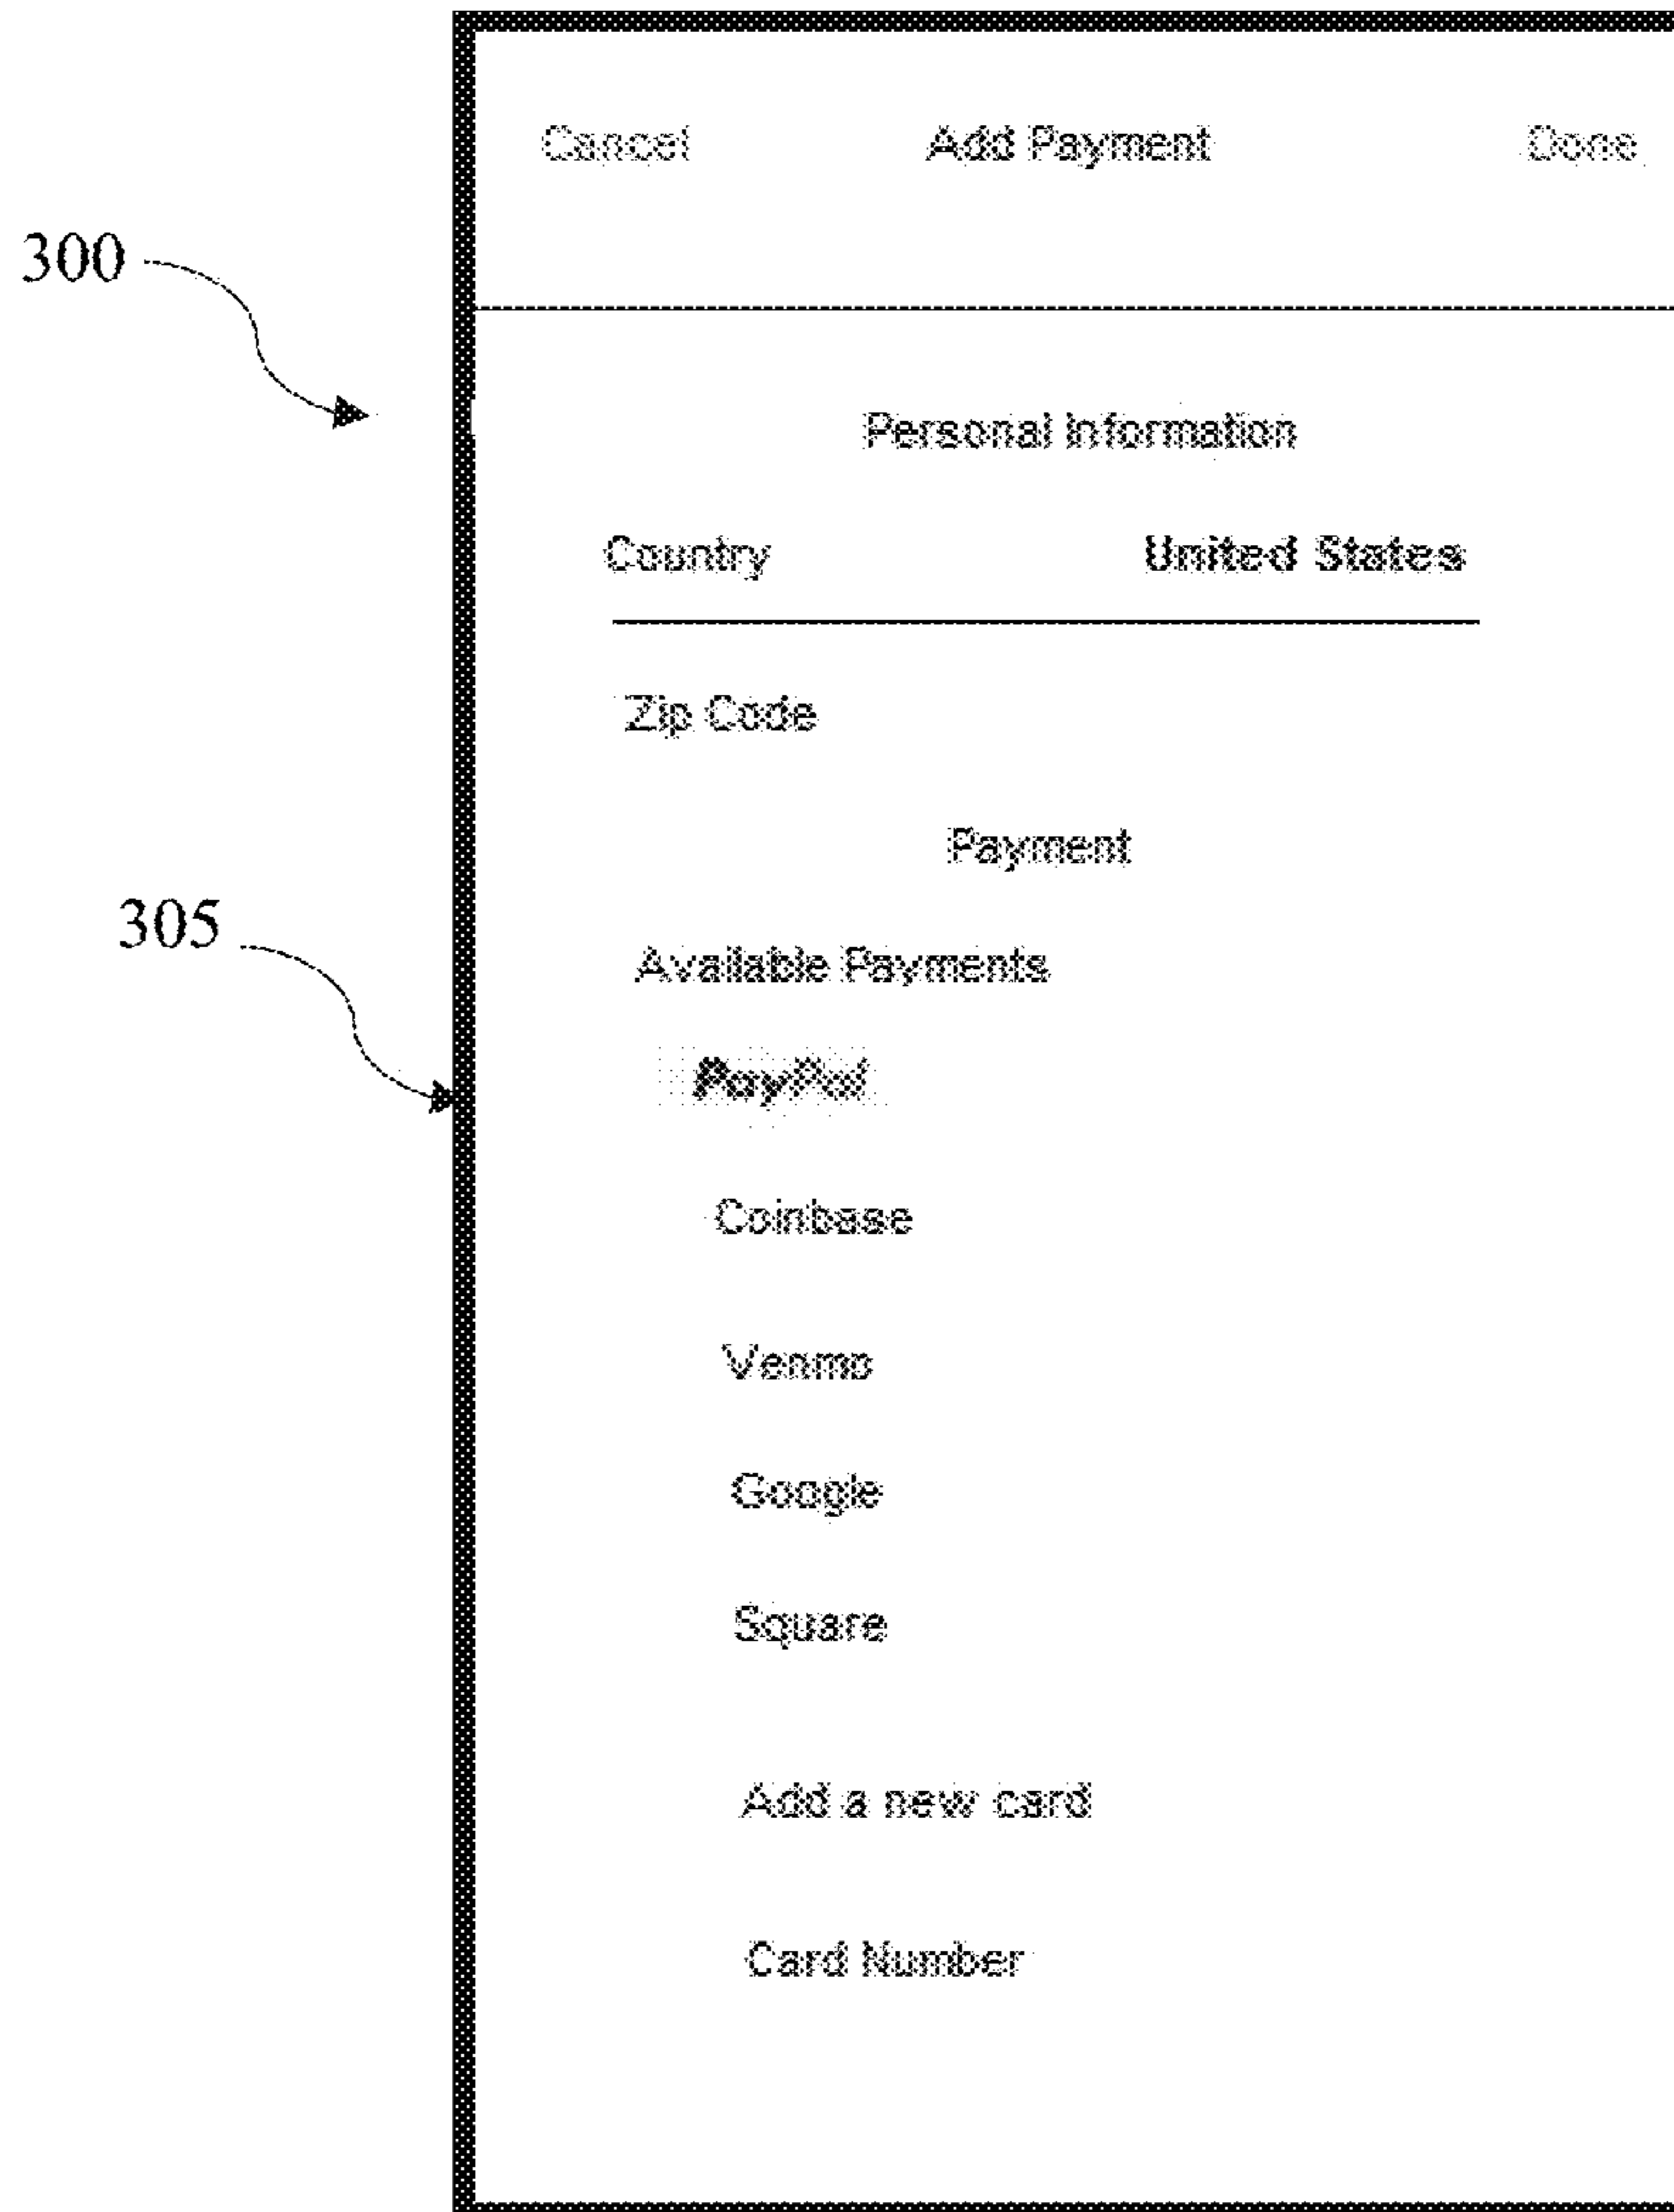 Cancel Add Payment Done
300
Personal Information
Country United States
Zip Code
Payment
305
Available Payments
PayPal
Coinbase
Venmo
Google
Square
Add a new card
Card Number